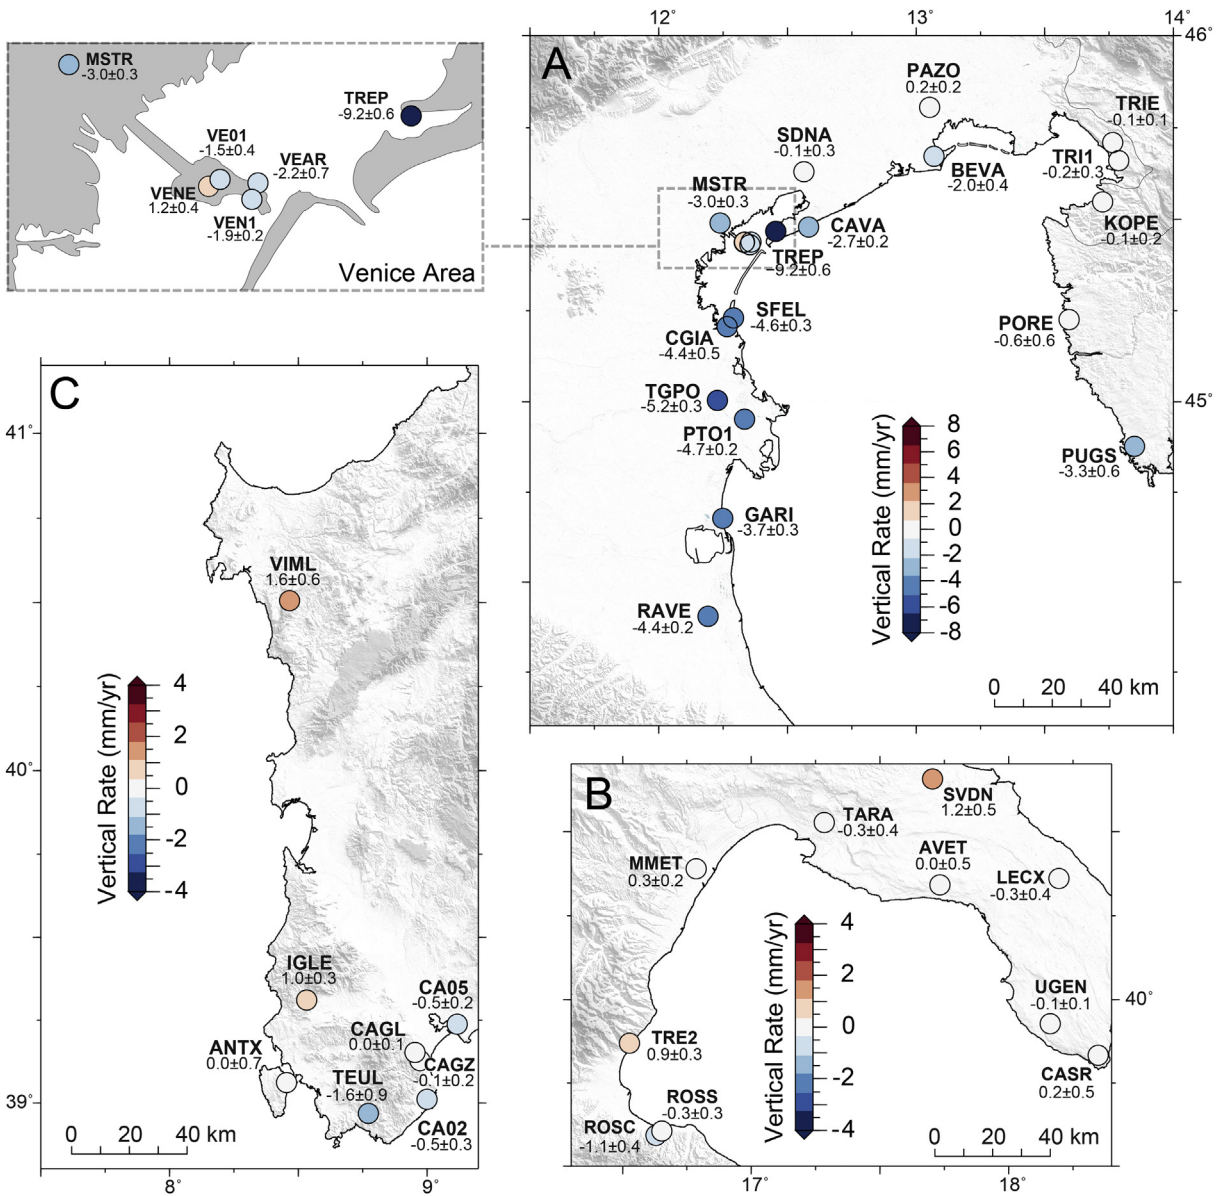 MSTR
-3.0±0.3
TREP
-9.2±0.6
VE01
-1.5±0.4
VEAR
-2.2±0.7
VENE
1.2±0.4
VEN1
-1.9±0.2
Venice Area
12°
13°
14°
46°
45°
A
PAZO
0.2±0.2
TRIE
-0.1±0.1
SDNA
-0.1±0.3
TRI1
-0.2±0.3
BEVA
-2.0±0.4
MSTR
-3.0±0.3
KOPE
-0.1±0.2
CAVA
-2.7±0.2
TREP
-9.2±0.6
SFEL
-4.6±0.3
CGIA
-4.4±0.5
PORE
-0.6±0.6
TGPO
-5.2±0.3
PTO1
-4.7±0.2
PUGS
-3.3±0.6
GARI
-3.7±0.3
RAVE
-4.4±0.2
Vertical Rate (mm/yr)
8
6
4
2
0
-2
-4
-6
-8
0 20 40 km
C
41°
40°
39°
VIML
1.6±0.6
Vertical Rate (mm/yr)
4
2
0
-2
-4
IGLE
1.0±0.3
CA05
-0.5±0.2
CAGL
0.0±0.1
ANTX
0.0±0.7
CAGZ
-0.1±0.2
TEUL
-1.6±0.9
CA02
-0.5±0.3
0 20 40 km
8°
9°
B
SVDN
1.2±0.5
TARA
-0.3±0.4
AVET
0.0±0.5
MMET
0.3±0.2
LECX
-0.3±0.4
Vertical Rate (mm/yr)
4
2
0
-2
-4
UGEN
-0.1±0.1
40°
TRE2
0.9±0.3
CASR
0.2±0.5
ROSS
-0.3±0.3
ROSC
-1.1±0.4
0 20 40 km
17°
18°